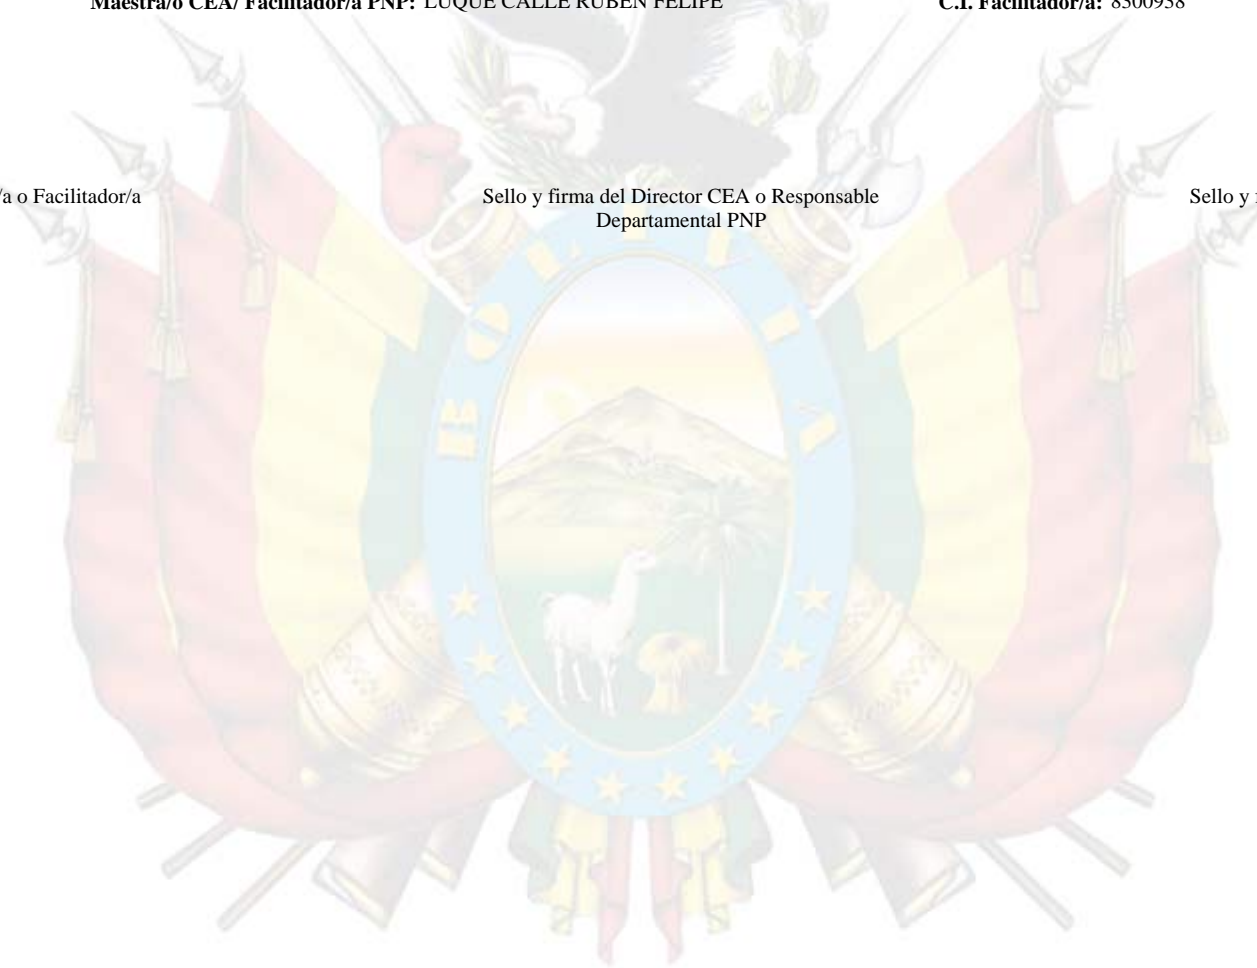 Maestra/o CEA/ Facilitador/a PNP: LUQUE CALLE RUBEN FELIPE C.I. Facilitador/a: 8300938
/a o Facilitador/a
Sello y firma del Director CEA o Responsable
Departamental PNP
Sello y
BOLIVIA